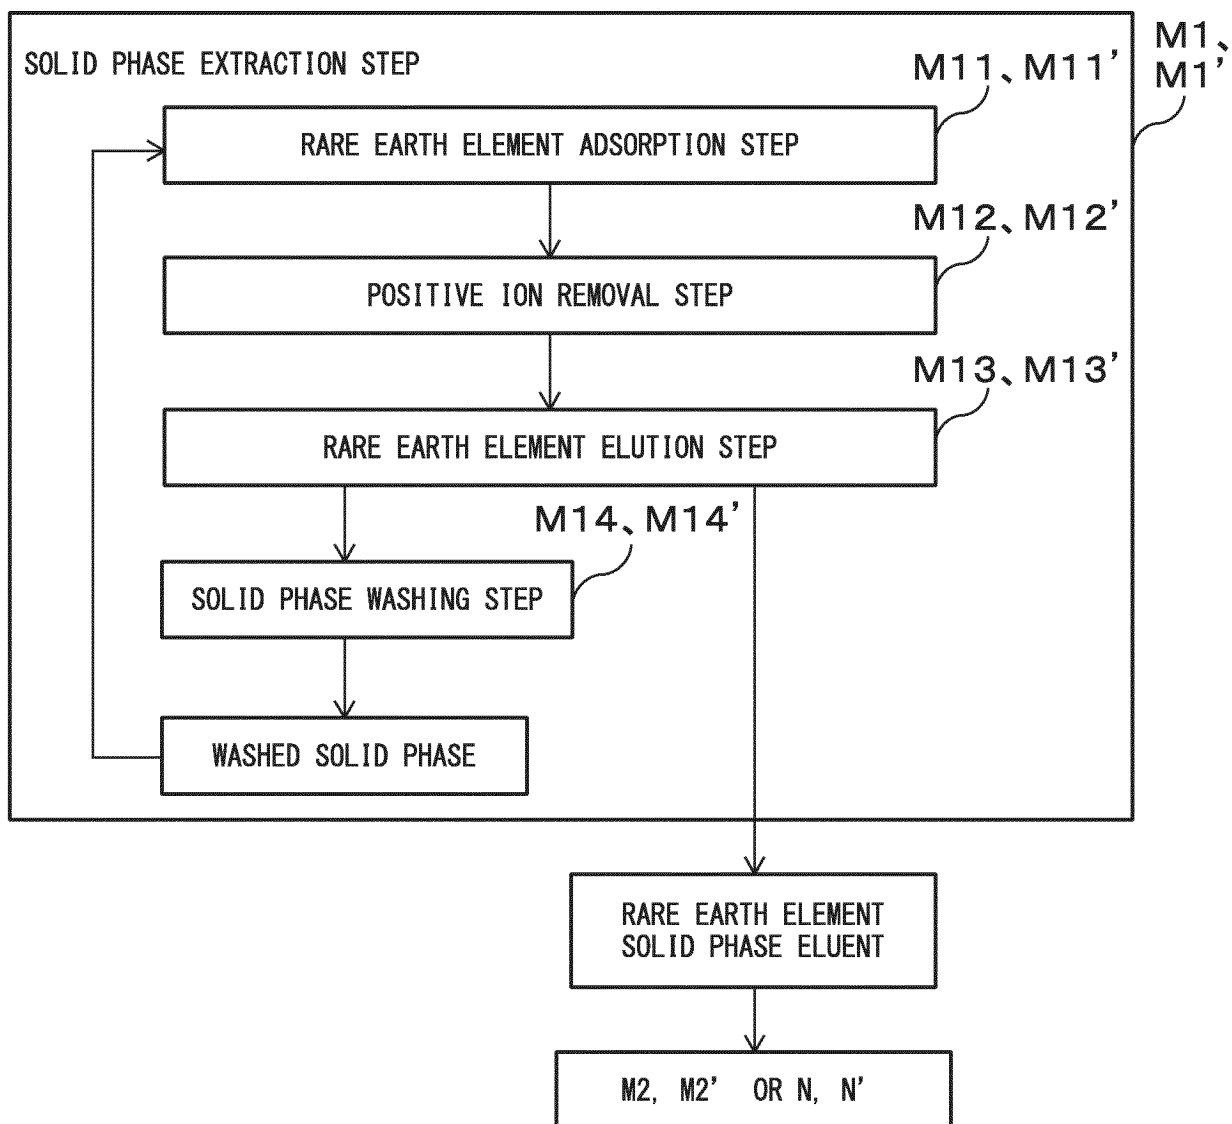 M1、
M1’
SOLID PHASE EXTRACTION STEP
M11、M11’
RARE EARTH ELEMENT ADSORPTION STEP
M12、M12’
POSITIVE ION REMOVAL STEP
M13、M13’
RARE EARTH ELEMENT ELUTION STEP
M14、M14’
SOLID PHASE WASHING STEP
WASHED SOLID PHASE
RARE EARTH ELEMENT
SOLID PHASE ELUENT
M2, M2’ OR N, N’